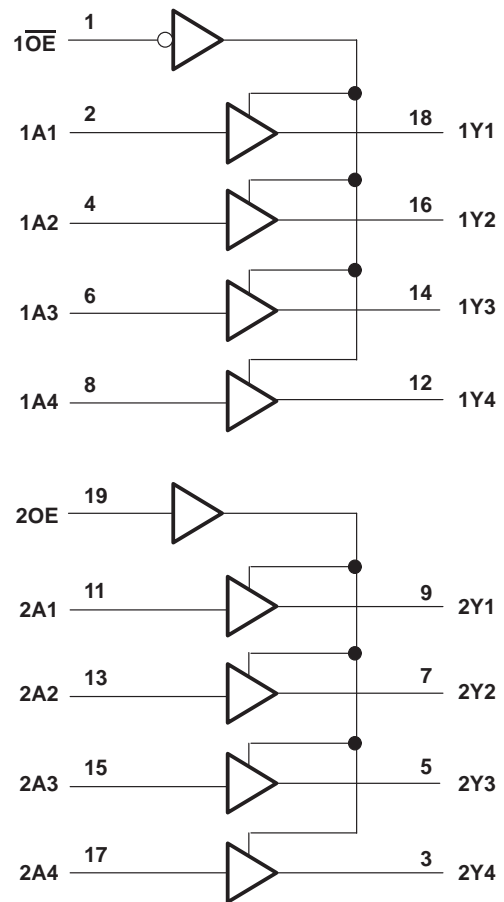 1O̅E̅ 1
1A1 2 18 1Y1
1A2 4 16 1Y2
1A3 6 14 1Y3
1A4 8 12 1Y4
2OE 19
2A1 11 9 2Y1
2A2 13 7 2Y2
2A3 15 5 2Y3
2A4 17 3 2Y4